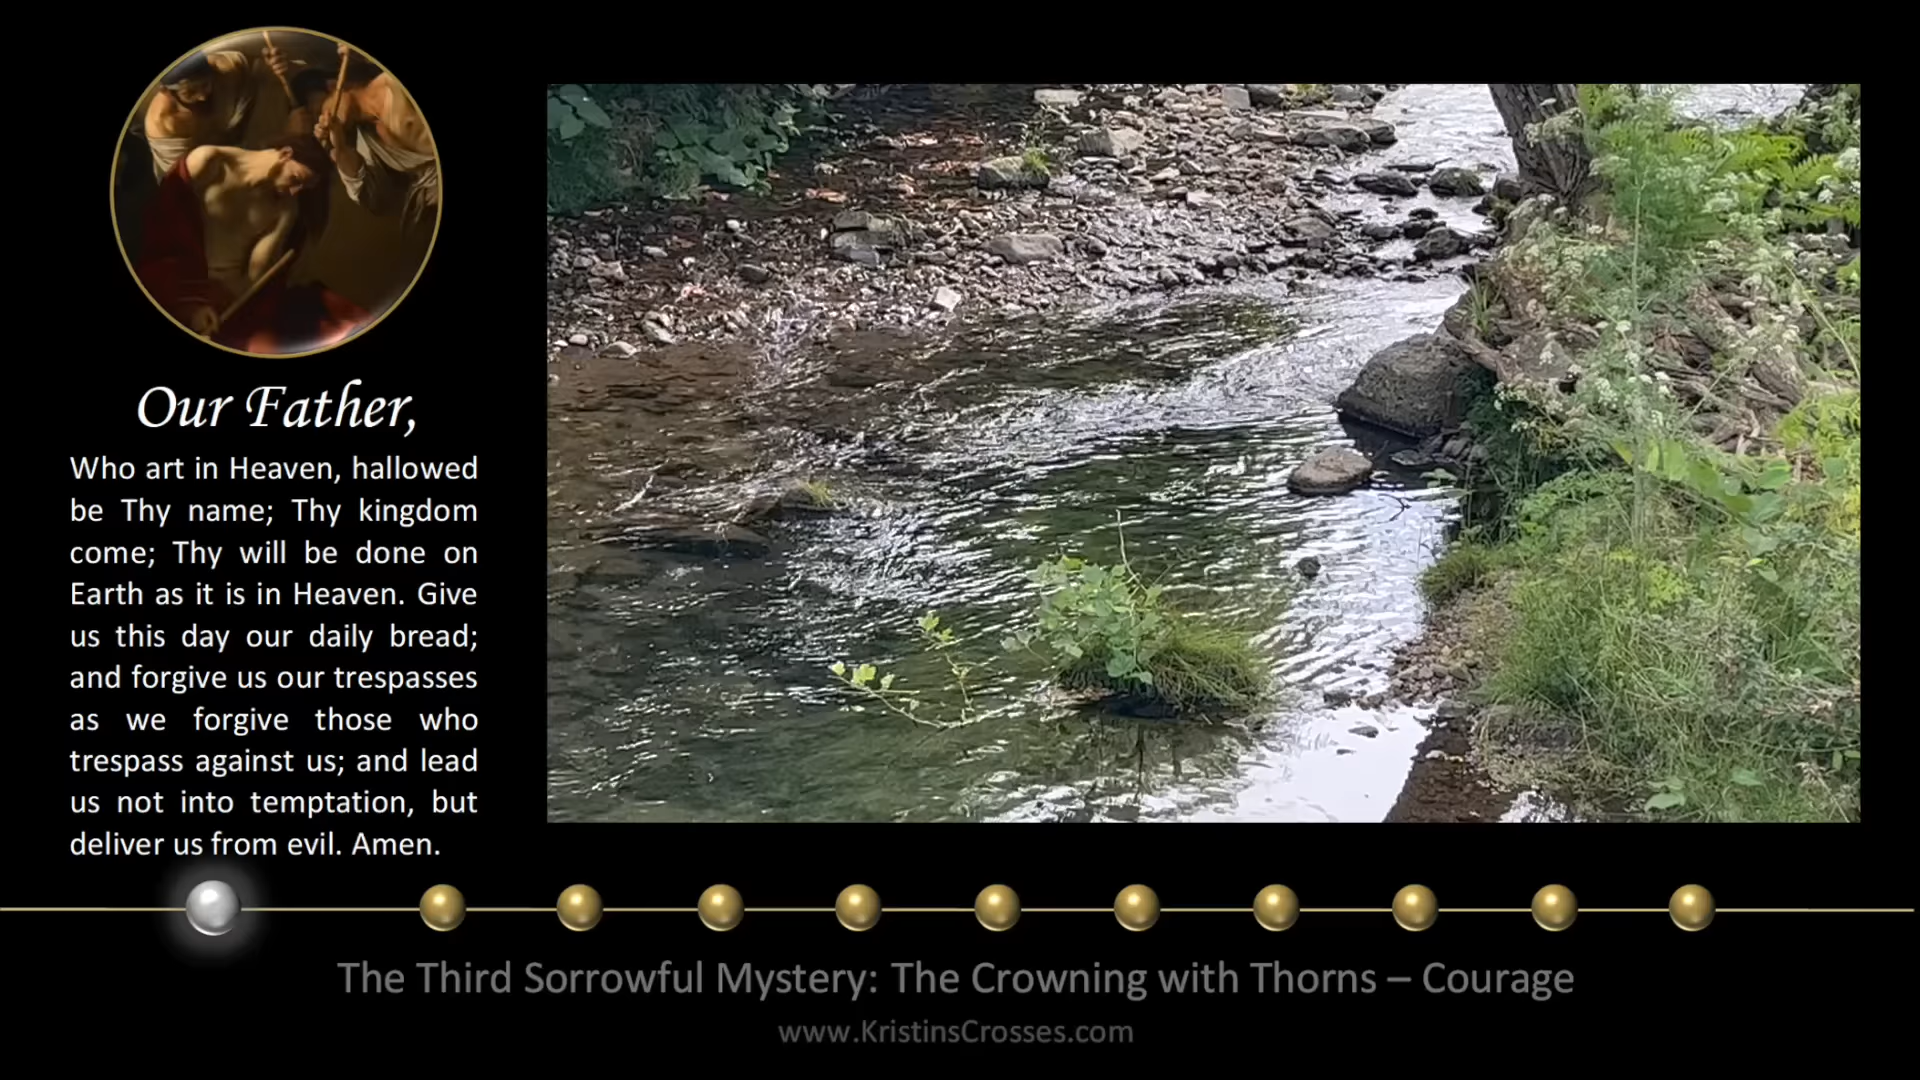 Our Father,
Who art in Heaven, hallowed
be Thy name; Thy kingdom
come; Thy will be done on
Earth as it is in Heaven. Give
us this day our daily bread;
and forgive us our trespasses
as we forgive those who
trespass against us; and lead
us not into temptation, but
deliver us from evil. Amen.
The Third Sorrowful Mystery: The Crowning with Thorns – Courage
www.KristinsCrosses.com